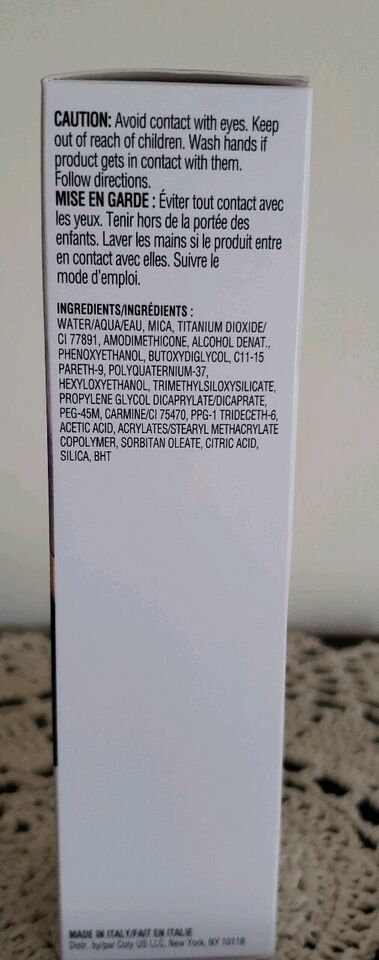 CAUTION: Avoid contact with eyes. Keep
out of reach of children. Wash hands if
product gets in contact with them.
Follow directions.
MISE EN GARDE : Éviter tout contact avec
les yeux. Tenir hors de la portée des
enfants. Laver les mains si le produit entre
en contact avec elles. Suivre le
mode d'emploi.
INGREDIENTS/INGRÉDIENTS :
WATER/AQUA/EAU, MICA, TITANIUM DIOXIDE/
CI 77891, AMODIMETHICONE, ALCOHOL DENAT.,
PHENOXYETHANOL, BUTOXYDIGLYCOL, C11-15
PARETH-9, POLYQUATERNIUM-37,
HEXYLOXYETHANOL, TRIMETHYLSILOXYSILICATE,
PROPYLENE GLYCOL DICAPRYLATE/DICAPRATE,
PEG-45M, CARMINE/CI 75470, PPG-1 TRIDECETH-6,
ACETIC ACID, ACRYLATES/STEARYL METHACRYLATE
COPOLYMER, SORBITAN OLEATE, CITRIC ACID,
SILICA, BHT
MADE IN ITALY/FAIT EN ITALIE
Distr. by/par Coty US LLC, New York, NY 10118